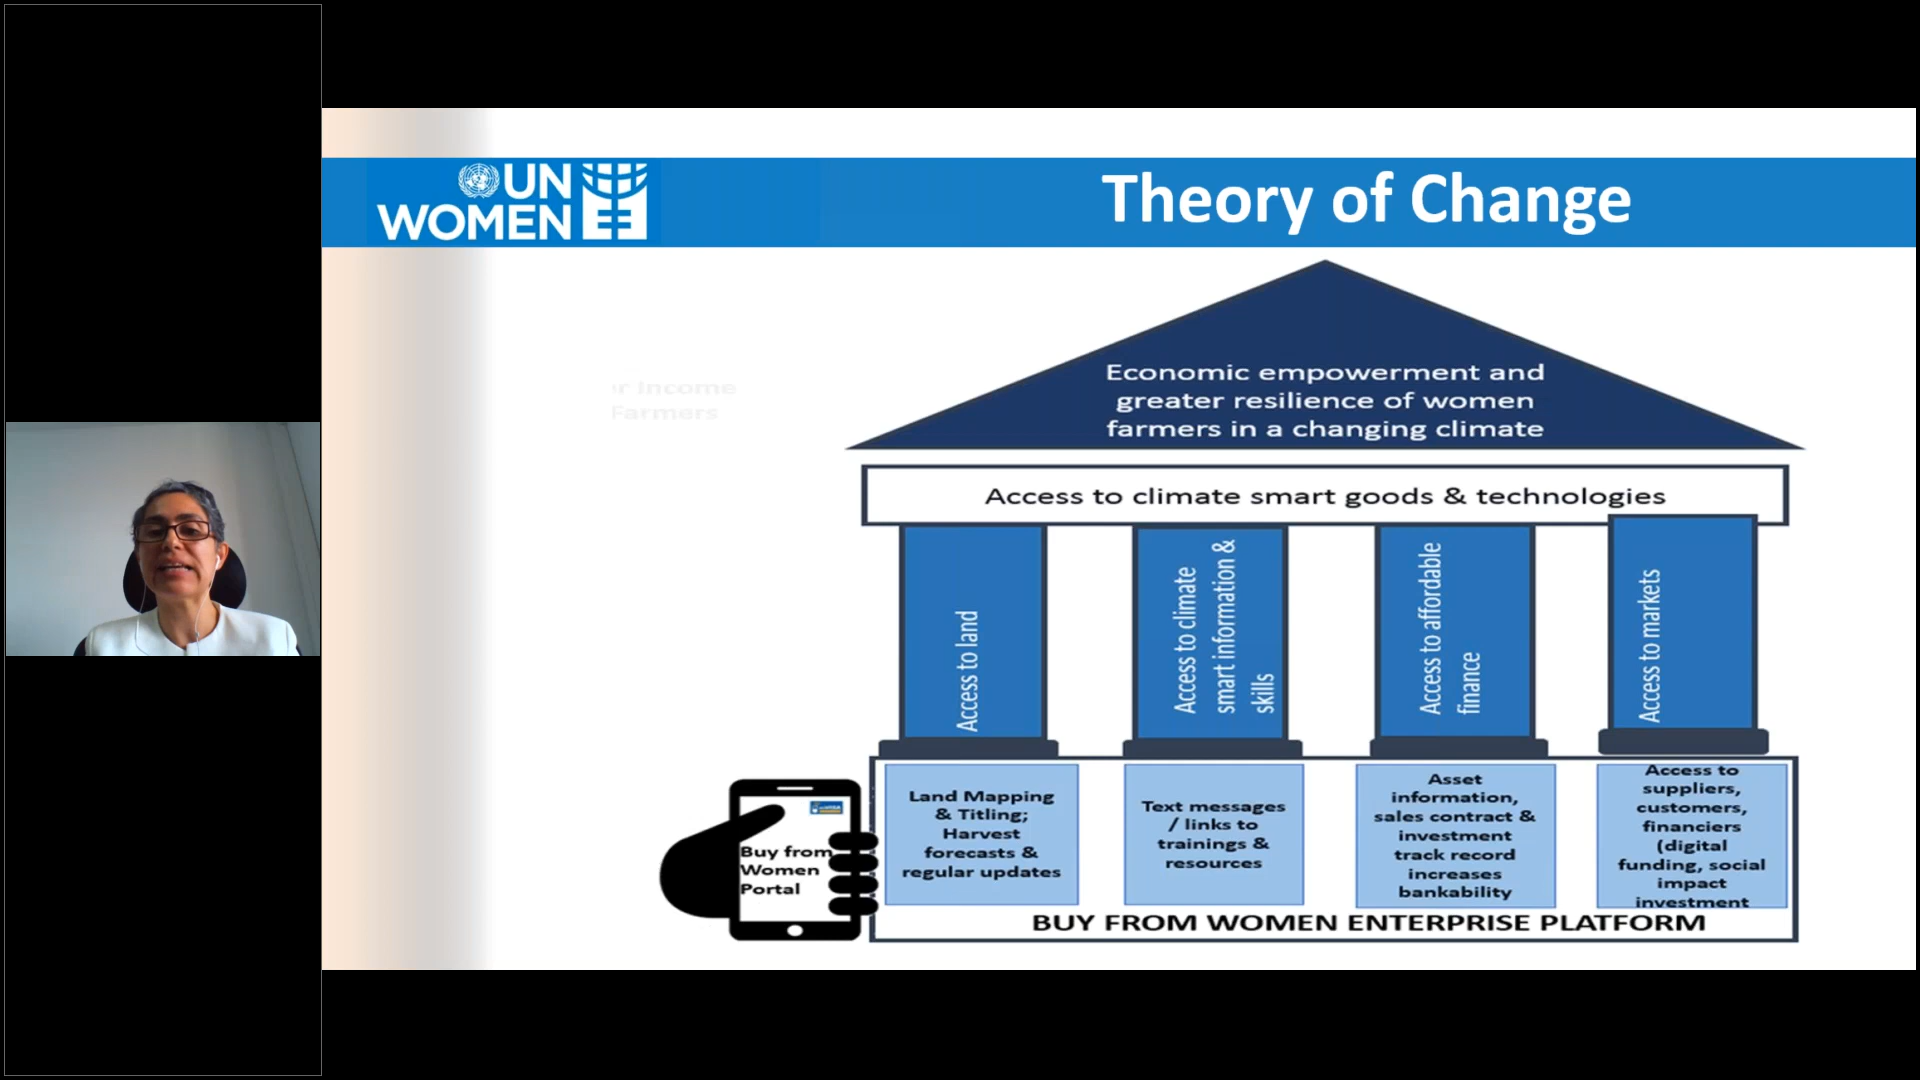 UN
WOMEN
Theory of Change
r Income
Farmers
Economic empowerment and
greater resilience of women
farmers in a changing climate
Access to climate smart goods & technologies
Access to land
Access to climate
smart information &
skills
Access to affordable
finance
Access to markets
Land Mapping
& Titling;
Harvest
forecasts &
regular updates
Text messages
/ links to
trainings &
resources
Asset
information,
sales contract &
investment
track record
increases
bankability
Access to
suppliers,
customers,
financiers
(digital
funding, social
impact
investment
Buy from
Women
Portal
BUY FROM WOMEN ENTERPRISE PLATFORM